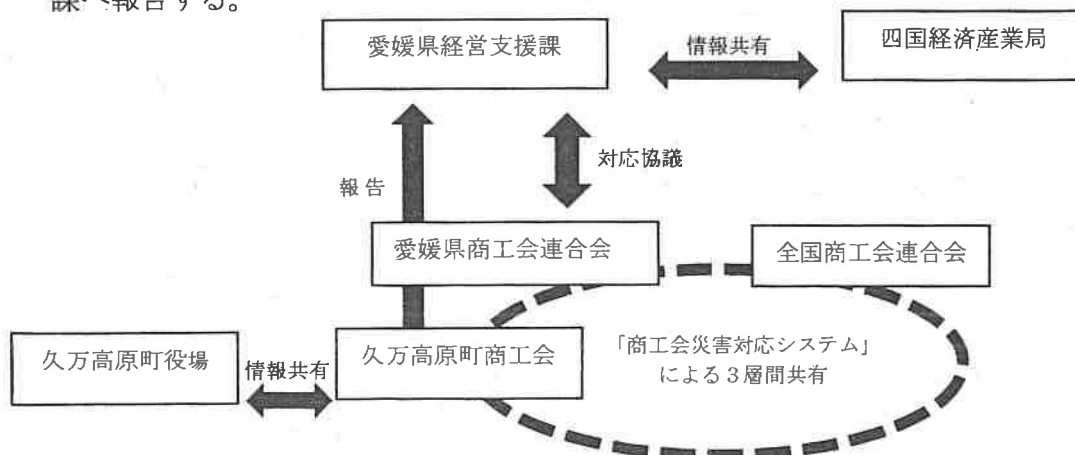 課へ報告する。
愛媛県経営支援課
情報共有
四国経済産業局
対応協議
報告
愛媛県商工会連合会
全国商工会連合会
久万高原町役場
情報共有
久万高原町商工会
「商工会災害対応システム」
による３層間共有